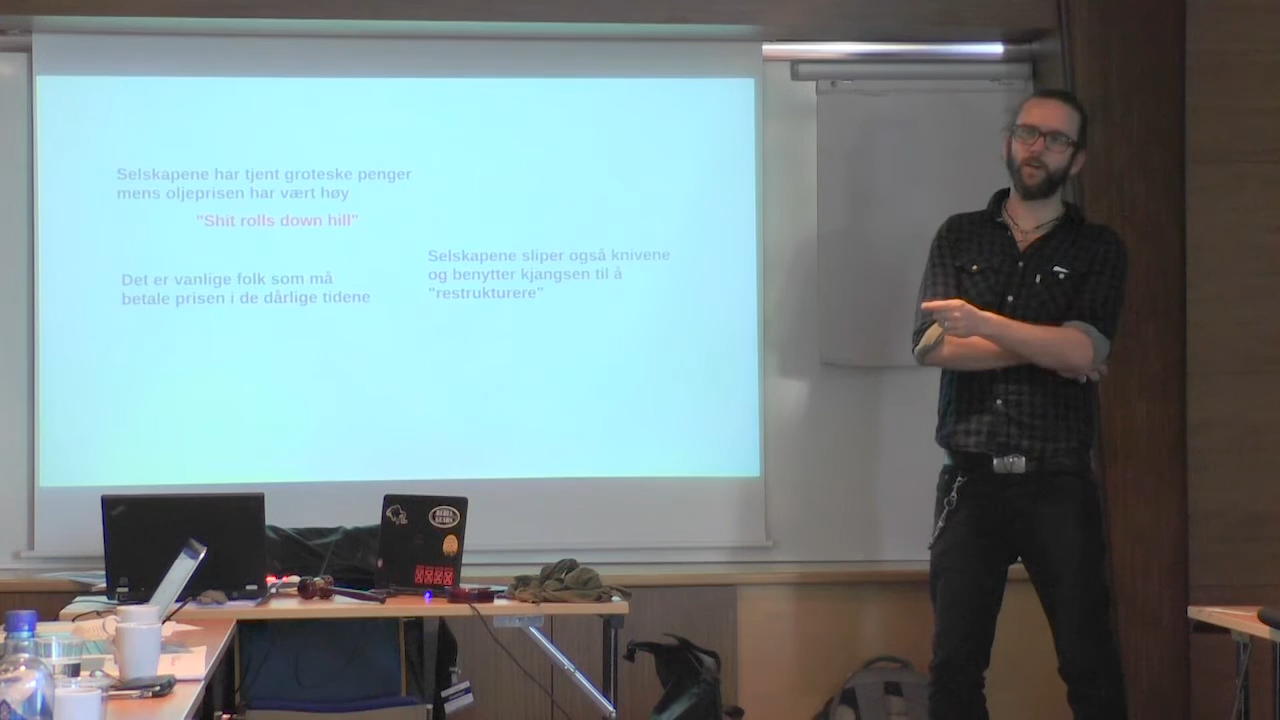 Selskapene har tjent groteske penger
mens oljeprisen har vært høy
"Shit rolls down hill"
Det er vanlige folk som må
betale prisen i de dårlige tidene
Selskapene sliper også knivene
og benytter kjangsen til å
"restrukturere"